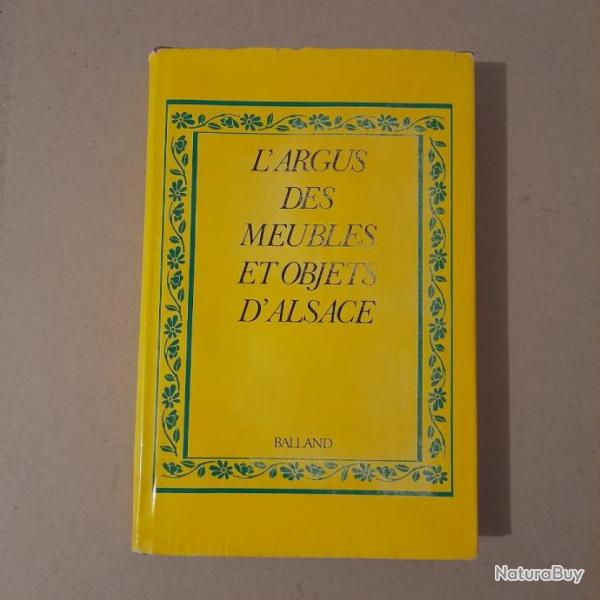 L'ARGUS
DES
MEUBLES
ET OBJETS
D'ALSACE
BALLAND
NaturaBuy